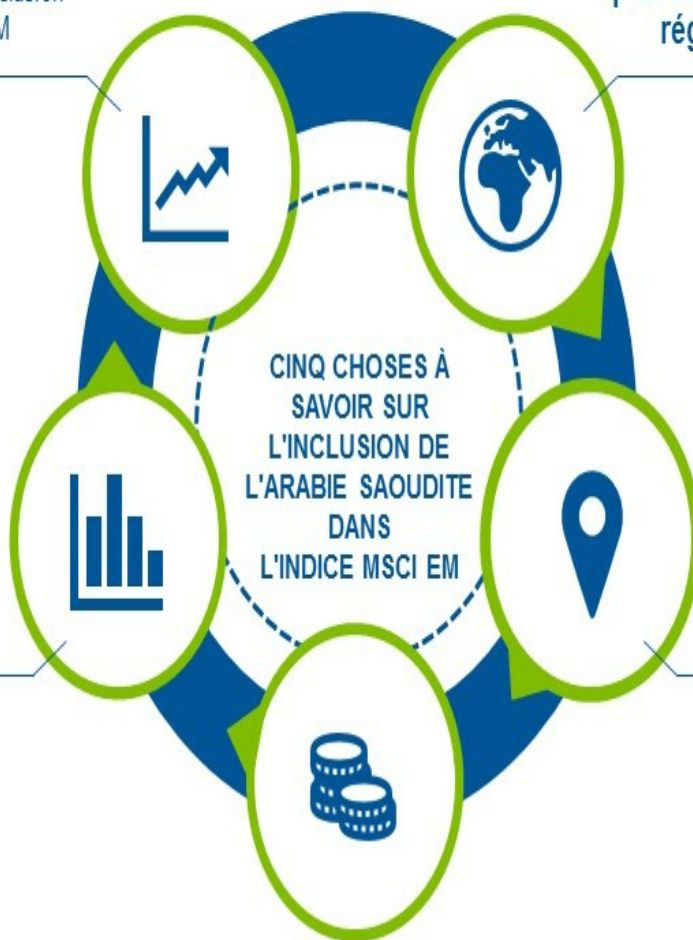 CINQ CHOSES À
SAVOIR SUR
L'INCLUSION DE
L'ARABIE SAOUDITE
DANS
L'INDICE MSCI EM